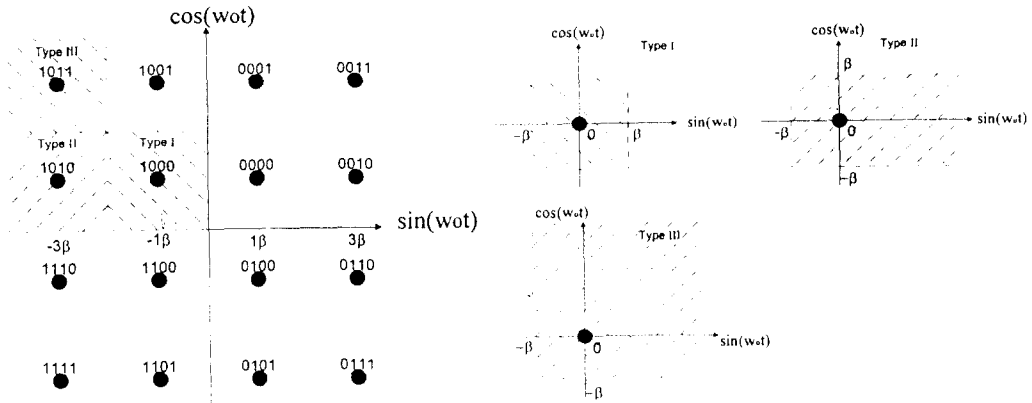 cos(wot)
Type III
1011 1001 0001 0011
Type II Type I
1010 1000 0000 0010
sin(wot)
-3β -1β 1β 3β
1110 1100 0100 0110
1111 1101 0101 0111
cos(w₀t) Type I
-β 0 β sin(w₀t)
cos(w₀t) Type II
β
-β 0 sin(w₀t)
-β
cos(w₀t)
Type III
-β 0 sin(w₀t)
-β